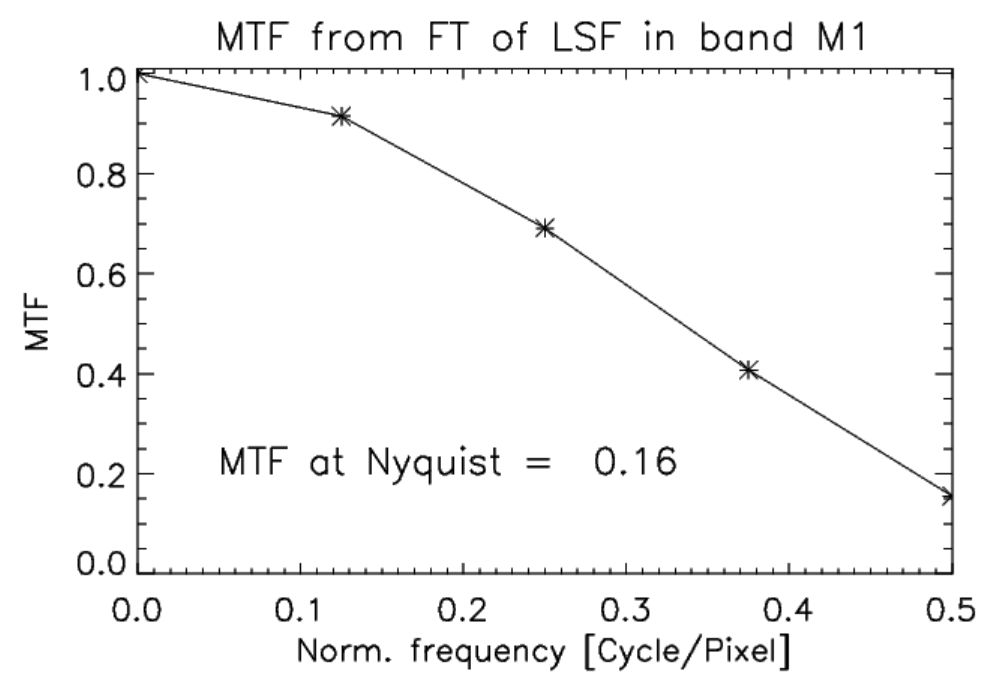 MTF from FT of LSF in band M1
1.0
0.8
0.6
0.4
0.2
0.0
MTF
MTF at Nyquist = 0.16
0.0 0.1 0.2 0.3 0.4 0.5
Norm. frequency [Cycle/Pixel]